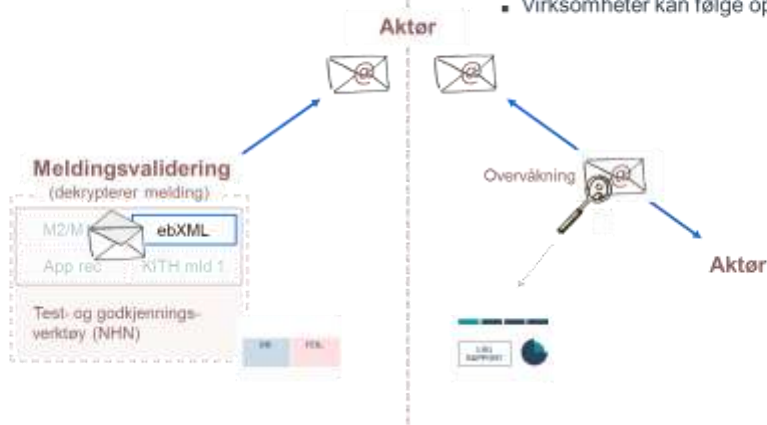 ▪ Virksomheter kan følge op
Aktør
Meldingsvalidering
(dekrypterer melding)
ebXML
App rec
KITH mld 1
Test- og godkjennings-
verktøy (NHN)
Overvåkning
Aktør